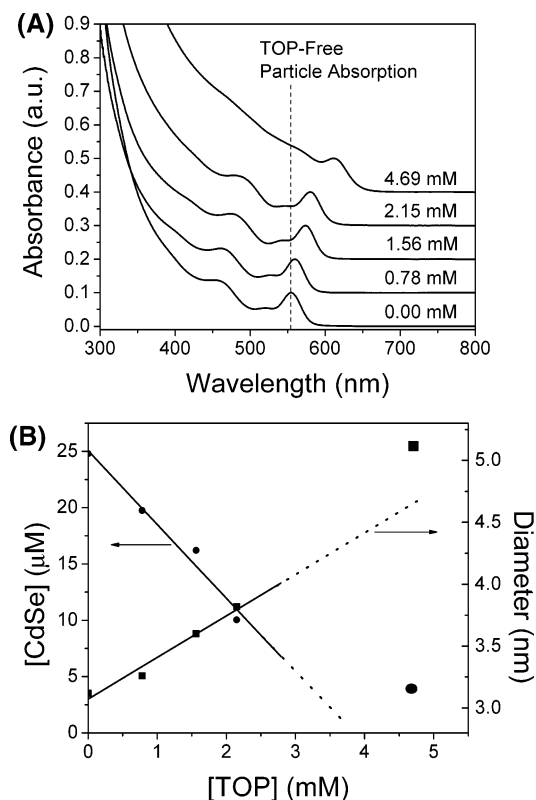 (A)
0.9
0.8
0.7
0.6
0.5
0.4
0.3
0.2
0.1
0.0
Absorbance (a.u.)
TOP-Free
Particle Absorption
4.69 mM
2.15 mM
1.56 mM
0.78 mM
0.00 mM
300 400 500 600 700 800
Wavelength (nm)
(B)
25
20
15
10
5
0
[CdSe] (μM)
5.0
4.5
4.0
3.5
3.0
Diameter (nm)
0 1 2 3 4 5
[TOP] (mM)